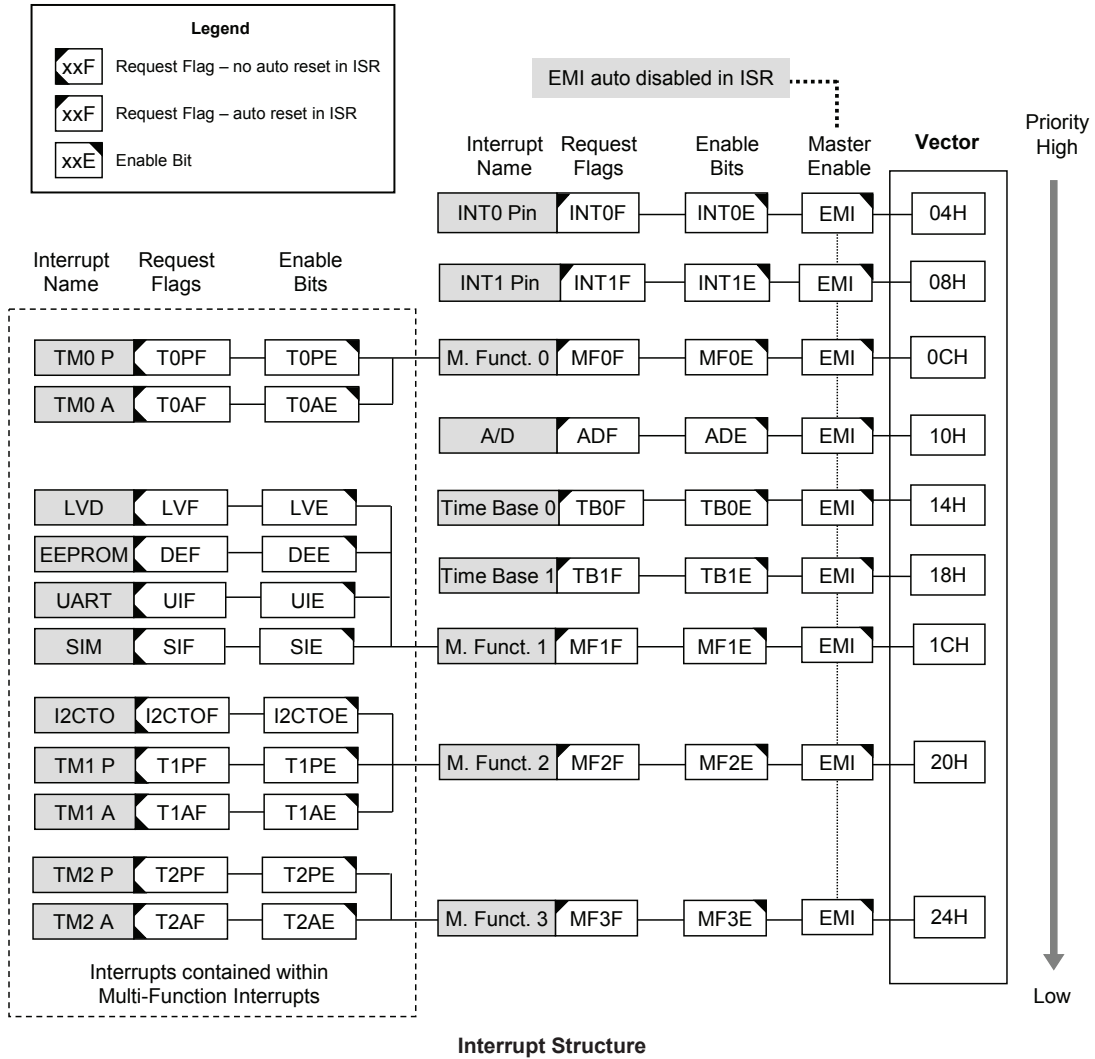 Legend
xxF Request Flag – no auto reset in ISR
xxF Request Flag – auto reset in ISR
xxE Enable Bit
EMI auto disabled in ISR
Interrupt Name Request Flags Enable Bits Master Enable Vector Priority High
INT0 Pin INT0F INT0E EMI 04H
INT1 Pin INT1F INT1E EMI 08H
Interrupt Name Request Flags Enable Bits
TM0 P T0PF T0PE M. Funct. 0 MF0F MF0E EMI 0CH
TM0 A T0AF T0AE
A/D ADF ADE EMI 10H
LVD LVF LVE Time Base 0 TB0F TB0E EMI 14H
EEPROM DEF DEE
Time Base 1 TB1F TB1E EMI 18H
UART UIF UIE
SIM SIF SIE M. Funct. 1 MF1F MF1E EMI 1CH
I2CTO I2CTOF I2CTOE
TM1 P T1PF T1PE M. Funct. 2 MF2F MF2E EMI 20H
TM1 A T1AF T1AE
TM2 P T2PF T2PE
TM2 A T2AF T2AE M. Funct. 3 MF3F MF3E EMI 24H
Interrupts contained within
Multi-Function Interrupts
Low
Interrupt Structure